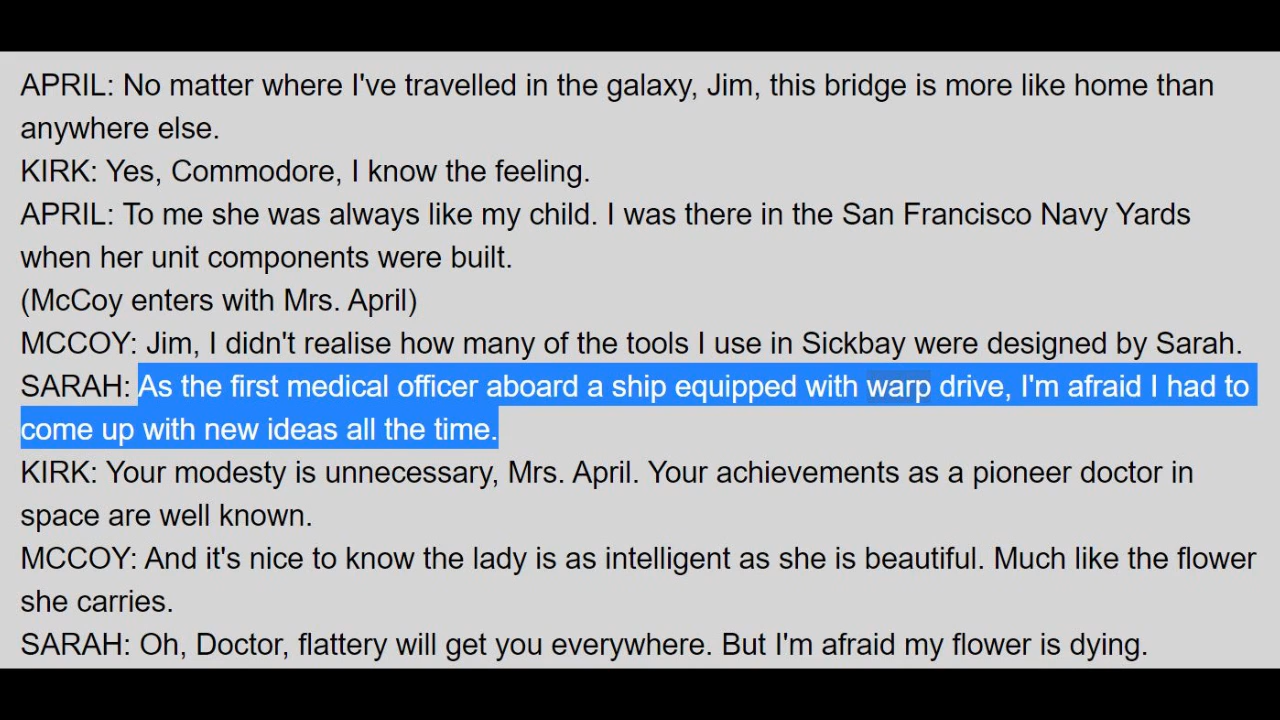 APRIL: No matter where I've travelled in the galaxy, Jim, this bridge is more like home than
anywhere else.
KIRK: Yes, Commodore, I know the feeling.
APRIL: To me she was always like my child. I was there in the San Francisco Navy Yards
when her unit components were built.
(McCoy enters with Mrs. April)
MCCOY: Jim, I didn't realise how many of the tools I use in Sickbay were designed by Sarah.
SARAH: As the first medical officer aboard a ship equipped with warp drive, I'm afraid I had to
come up with new ideas all the time.
KIRK: Your modesty is unnecessary, Mrs. April. Your achievements as a pioneer doctor in
space are well known.
MCCOY: And it's nice to know the lady is as intelligent as she is beautiful. Much like the flower
she carries.
SARAH: Oh, Doctor, flattery will get you everywhere. But I'm afraid my flower is dying.